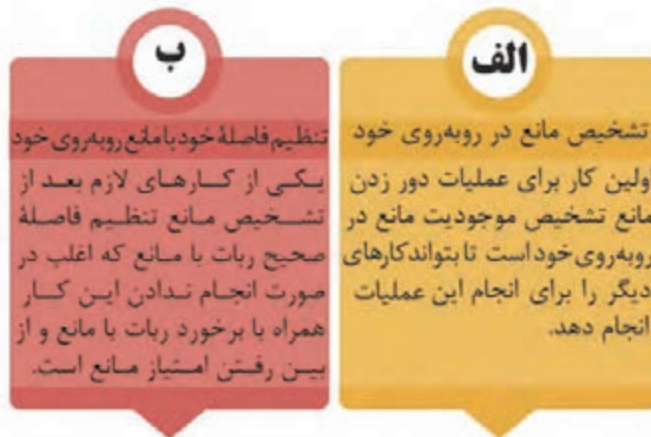 الف
تشخیص مانع در روبه‌روی خود
اولین کار برای عملیات دور زدن
مانع تشخیص موجودیت مانع در
روبه‌روی خود است تا بتواند کارهای
دیگر را برای انجام این عملیات
انجام دهد.
ب
تنظیم فاصلهٔ خود با مانع روبه‌روی خود
یکی از کارهای لازم بعد از
تشخیص مانع تنظیم فاصلهٔ
صحیح ربات با مانع که اغلب در
صورت انجام ندادن این کار
همراه با برخورد ربات با مانع و از
بین رفتن امتیاز مانع است.